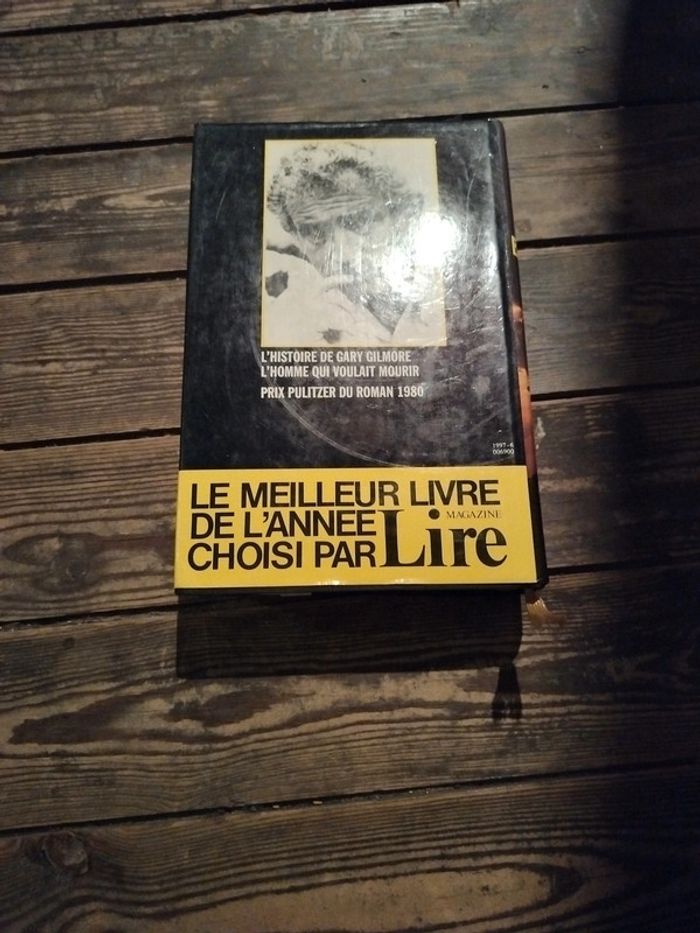 L'HISTOIRE DE GARY GILMORE
L'HOMME QUI VOULAIT MOURIR
PRIX PULITZER DU ROMAN 1980
1997-6
006900
LE MEILLEUR LIVRE
DE L'ANNEE
CHOISI PAR
MAGAZINE
Lire